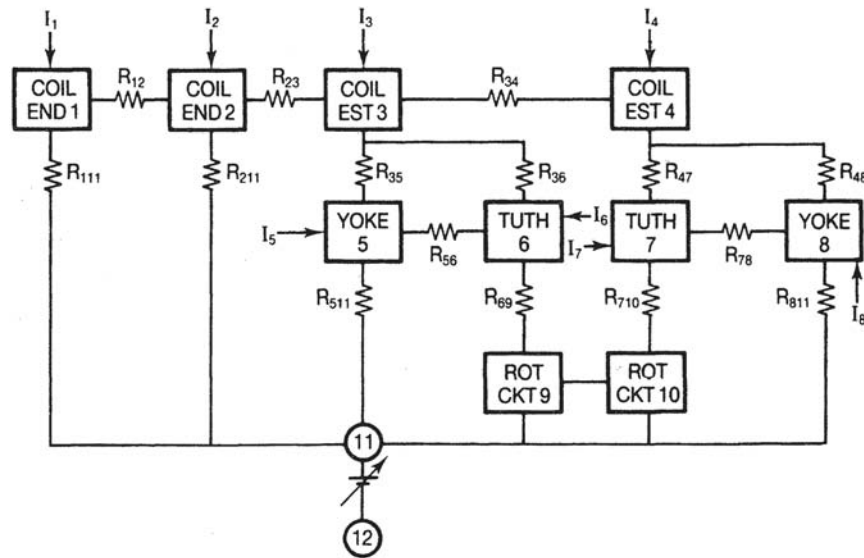 I1
I2
I3
I4
COIL
END 1
R12
COIL
END 2
R23
COIL
EST 3
R34
COIL
EST 4
R111
R211
R35
R36
R47
R48
I5
YOKE
5
R56
TUTH
6
I6
I7
TUTH
7
R78
YOKE
8
I8
R511
R69
R710
R811
ROT
CKT 9
ROT
CKT 10
11
12